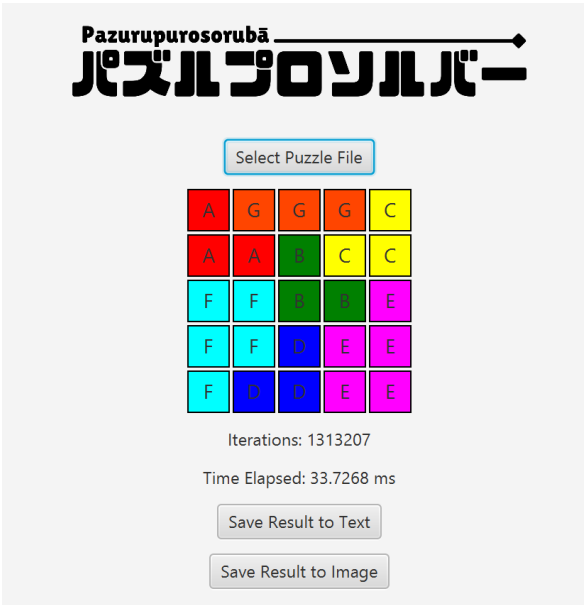 Pazurupurosorubā
パズルプロソルバー
Select Puzzle File
A G G G C
A A B C C
F F B B E
F F D E E
F D D E E
Iterations: 1313207
Time Elapsed: 33.7268 ms
Save Result to Text
Save Result to Image